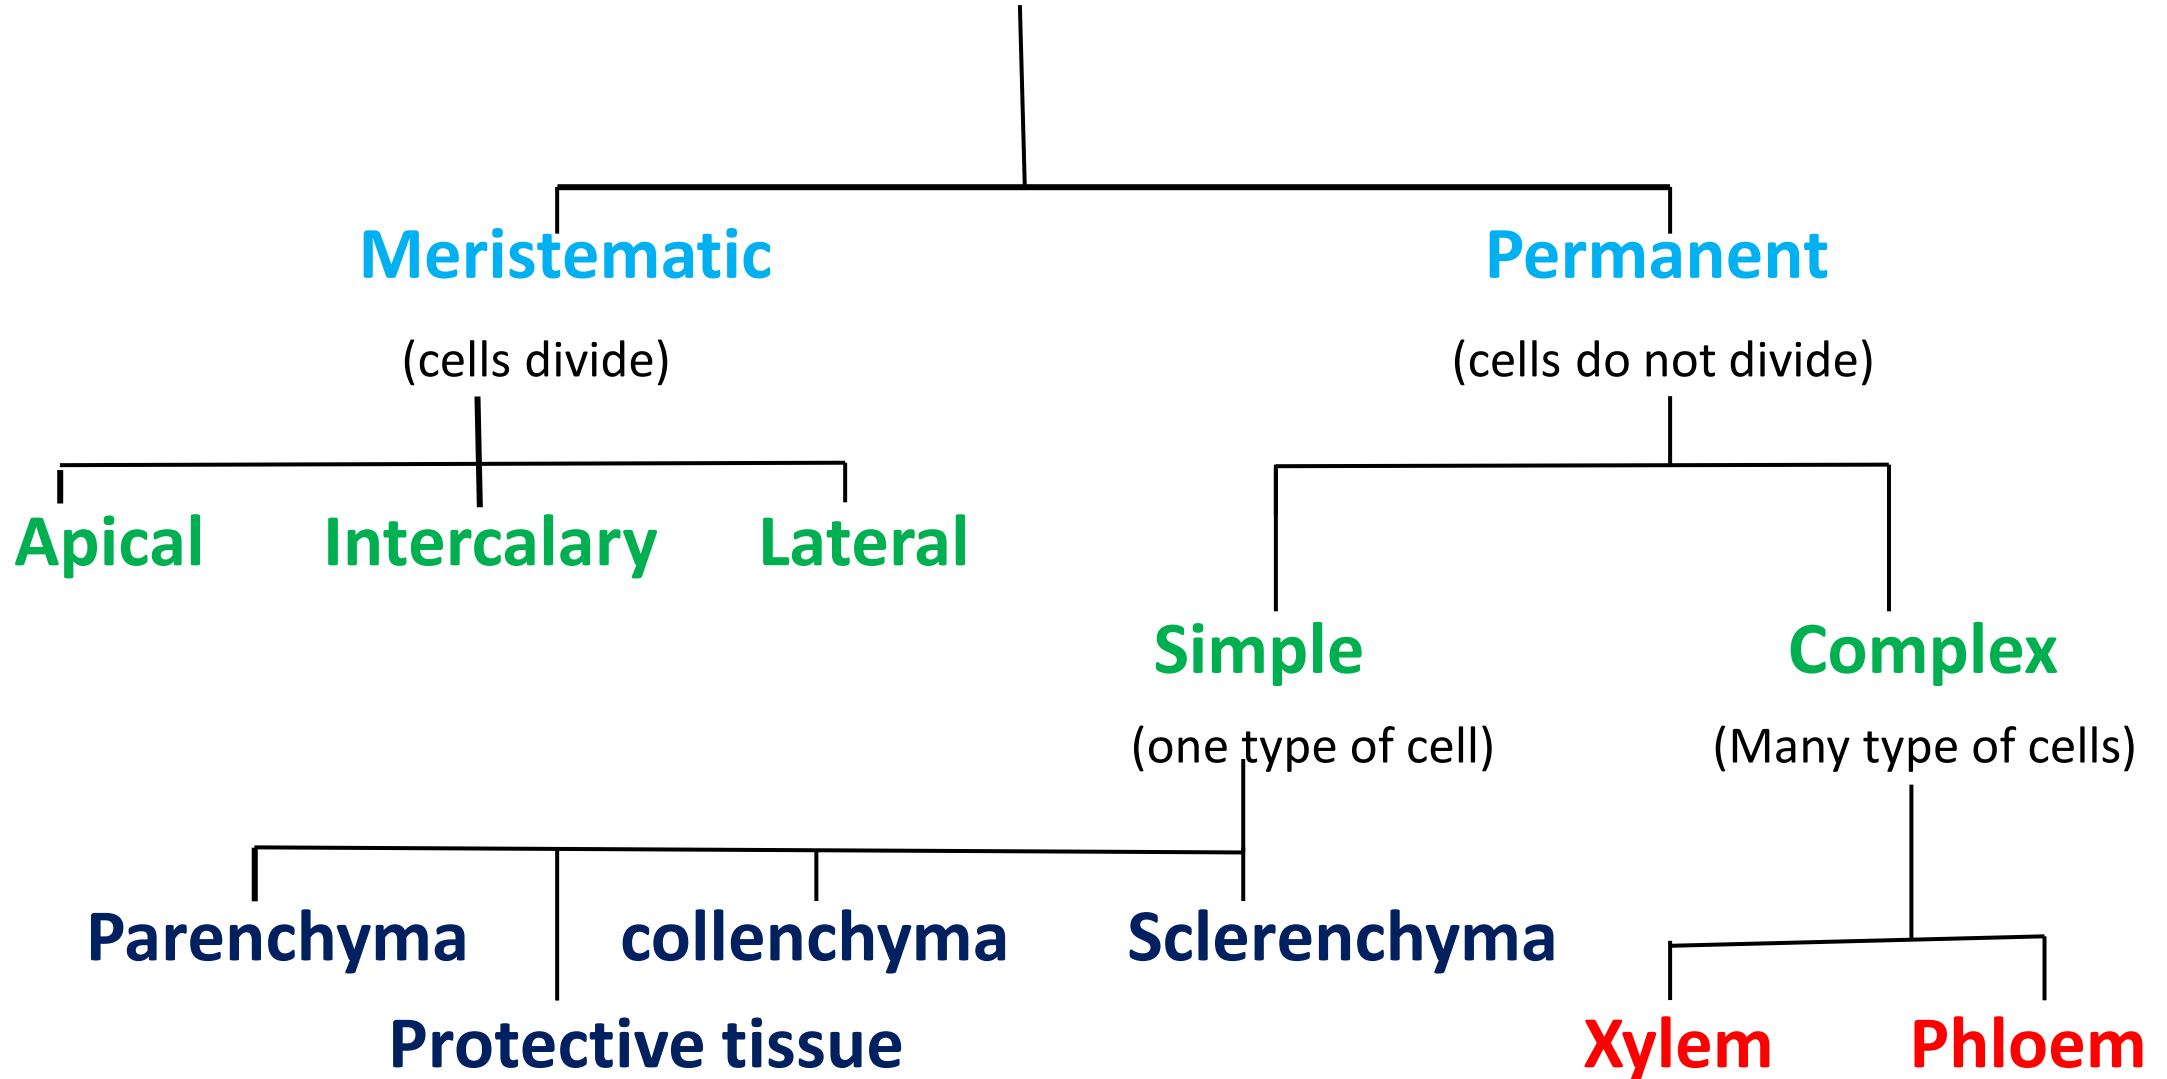 Meristematic
Permanent
(cells divide)
(cells do not divide)
Apical
Intercalary
Lateral
Simple
Complex
(one type of cell)
(Many type of cells)
Parenchyma
collenchyma
Sclerenchyma
Protective tissue
Xylem
Phloem